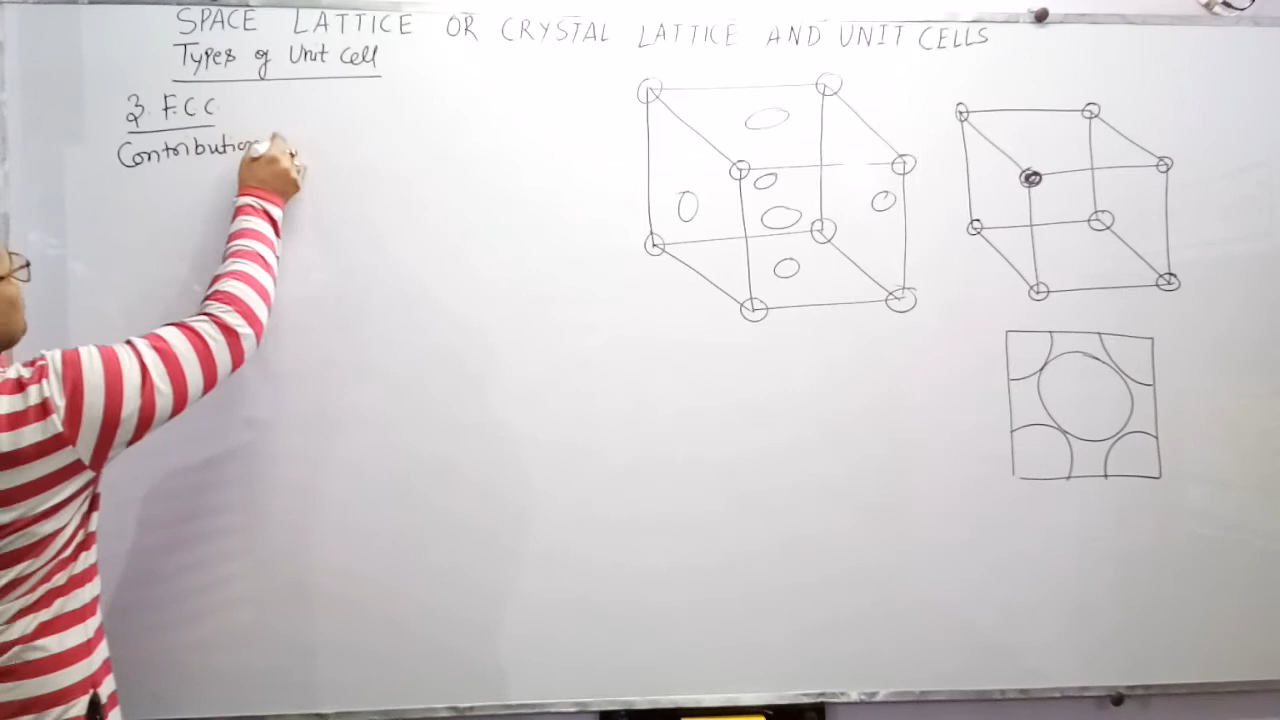 SPACE LATTICE OR CRYSTAL LATTICE AND UNIT CELLS
Types of Unit Cell
3. F.C.C.
Contribution